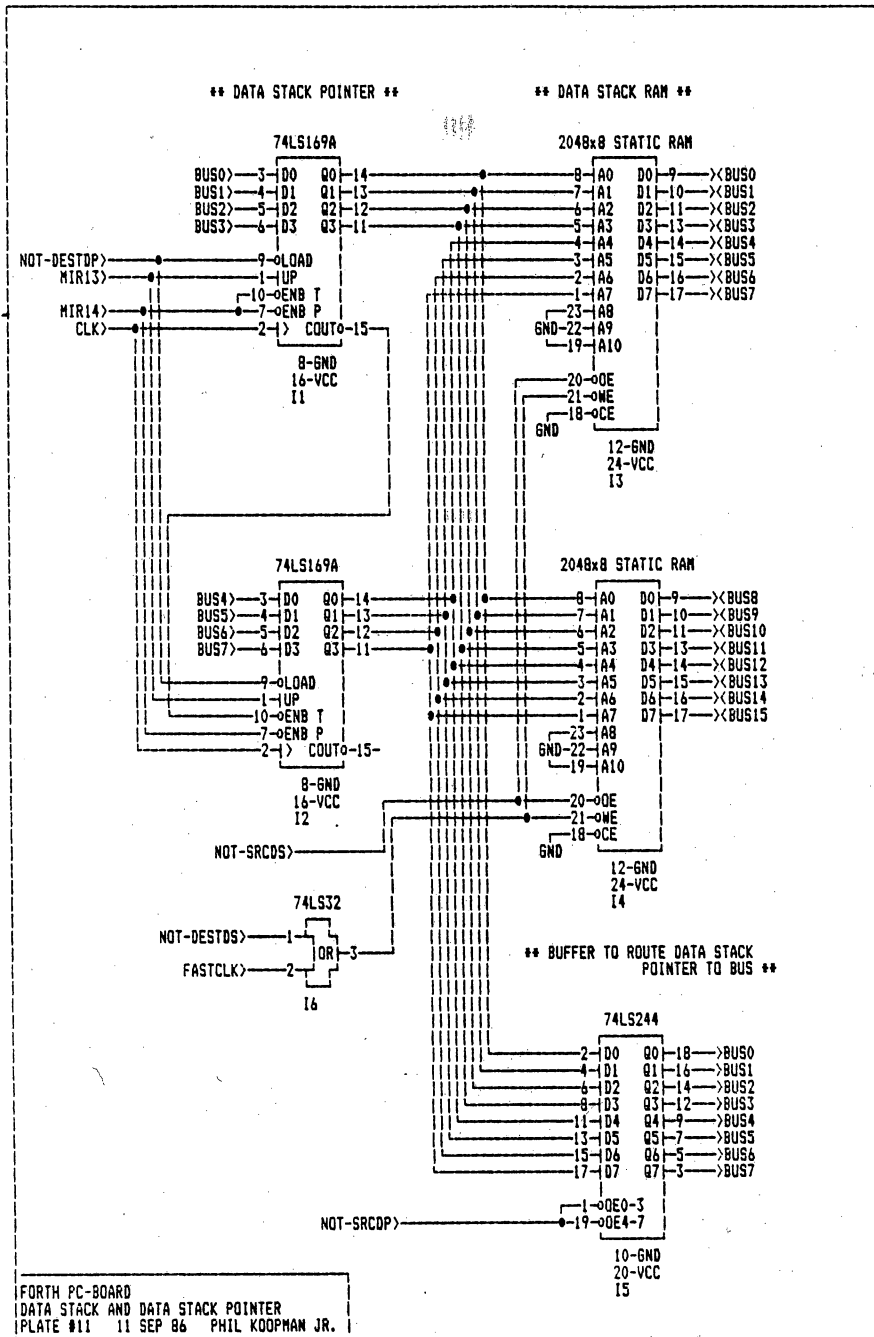 ** DATA STACK POINTER ** ** DATA STACK RAM **
74LS169A 2048x8 STATIC RAM
BUS0> 3 D0 Q0 14 8 A0 D0 9 ><BUS0
BUS1> 4 D1 Q1 13 7 A1 D1 10 ><BUS1
BUS2> 5 D2 Q2 12 6 A2 D2 11 ><BUS2
BUS3> 6 D3 Q3 11 5 A3 D3 13 ><BUS3
4 A4 D4 14 ><BUS4
NOT-DESTDP> 9 LOAD 3 A5 D5 15 ><BUS5
MIR13> 1 UP 2 A6 D6 16 ><BUS6
10 ENB T 1 A7 D7 17 ><BUS7
MIR14> 7 ENB P 23 A8
CLK> 2 > COUT 15 GND-22 A9
19 A10
8-GND
16-VCC 20 OE
I1 21 WE
18 CE
GND
12-GND
24-VCC
I3
74LS169A 2048x8 STATIC RAM
BUS4> 3 D0 Q0 14 8 A0 D0 9 ><BUS8
BUS5> 4 D1 Q1 13 7 A1 D1 10 ><BUS9
BUS6> 5 D2 Q2 12 6 A2 D2 11 ><BUS10
BUS7> 6 D3 Q3 11 5 A3 D3 13 ><BUS11
4 A4 D4 14 ><BUS12
9 LOAD 3 A5 D5 15 ><BUS13
1 UP 2 A6 D6 16 ><BUS14
10 ENB T 1 A7 D7 17 ><BUS15
7 ENB P 23 A8
2 > COUT 15 GND-22 A9
19 A10
8-GND
16-VCC 20 OE
I2 21 WE
18 CE
NOT-SRCDS> GND
12-GND
24-VCC
I4
74LS32
NOT-DESTDS> 1
OR 3
FASTCLK> 2
I6
** BUFFER TO ROUTE DATA STACK
POINTER TO BUS **
74LS244
2 D0 Q0 18 >BUS0
4 D1 Q1 16 >BUS1
6 D2 Q2 14 >BUS2
8 D3 Q3 12 >BUS3
11 D4 Q4 9 >BUS4
13 D5 Q5 7 >BUS5
15 D6 Q6 5 >BUS6
17 D7 Q7 3 >BUS7
1 OE0-3
NOT-SRCDP> 19 OE4-7
10-GND
20-VCC
I5
FORTH PC-BOARD
DATA STACK AND DATA STACK POINTER
PLATE #11 11 SEP 86 PHIL KOOPMAN JR.